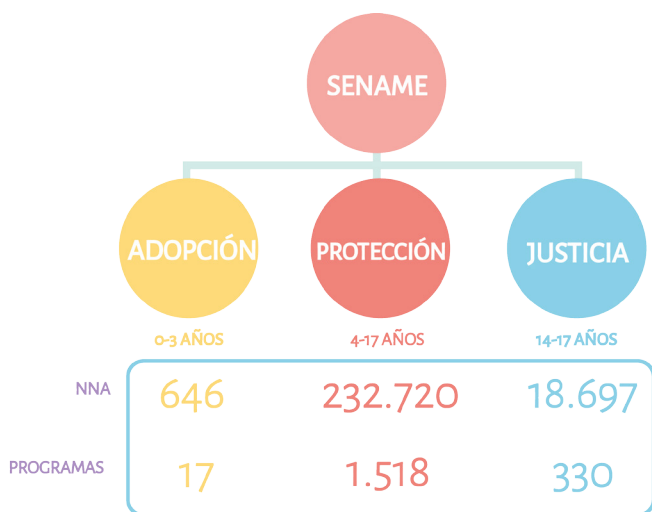 SENAME
ADOPCIÓN PROTECCIÓN JUSTICIA
0-3 AÑOS 4-17 AÑOS 14-17 AÑOS
NNA 646 232.720 18.697
PROGRAMAS 17 1.518 330